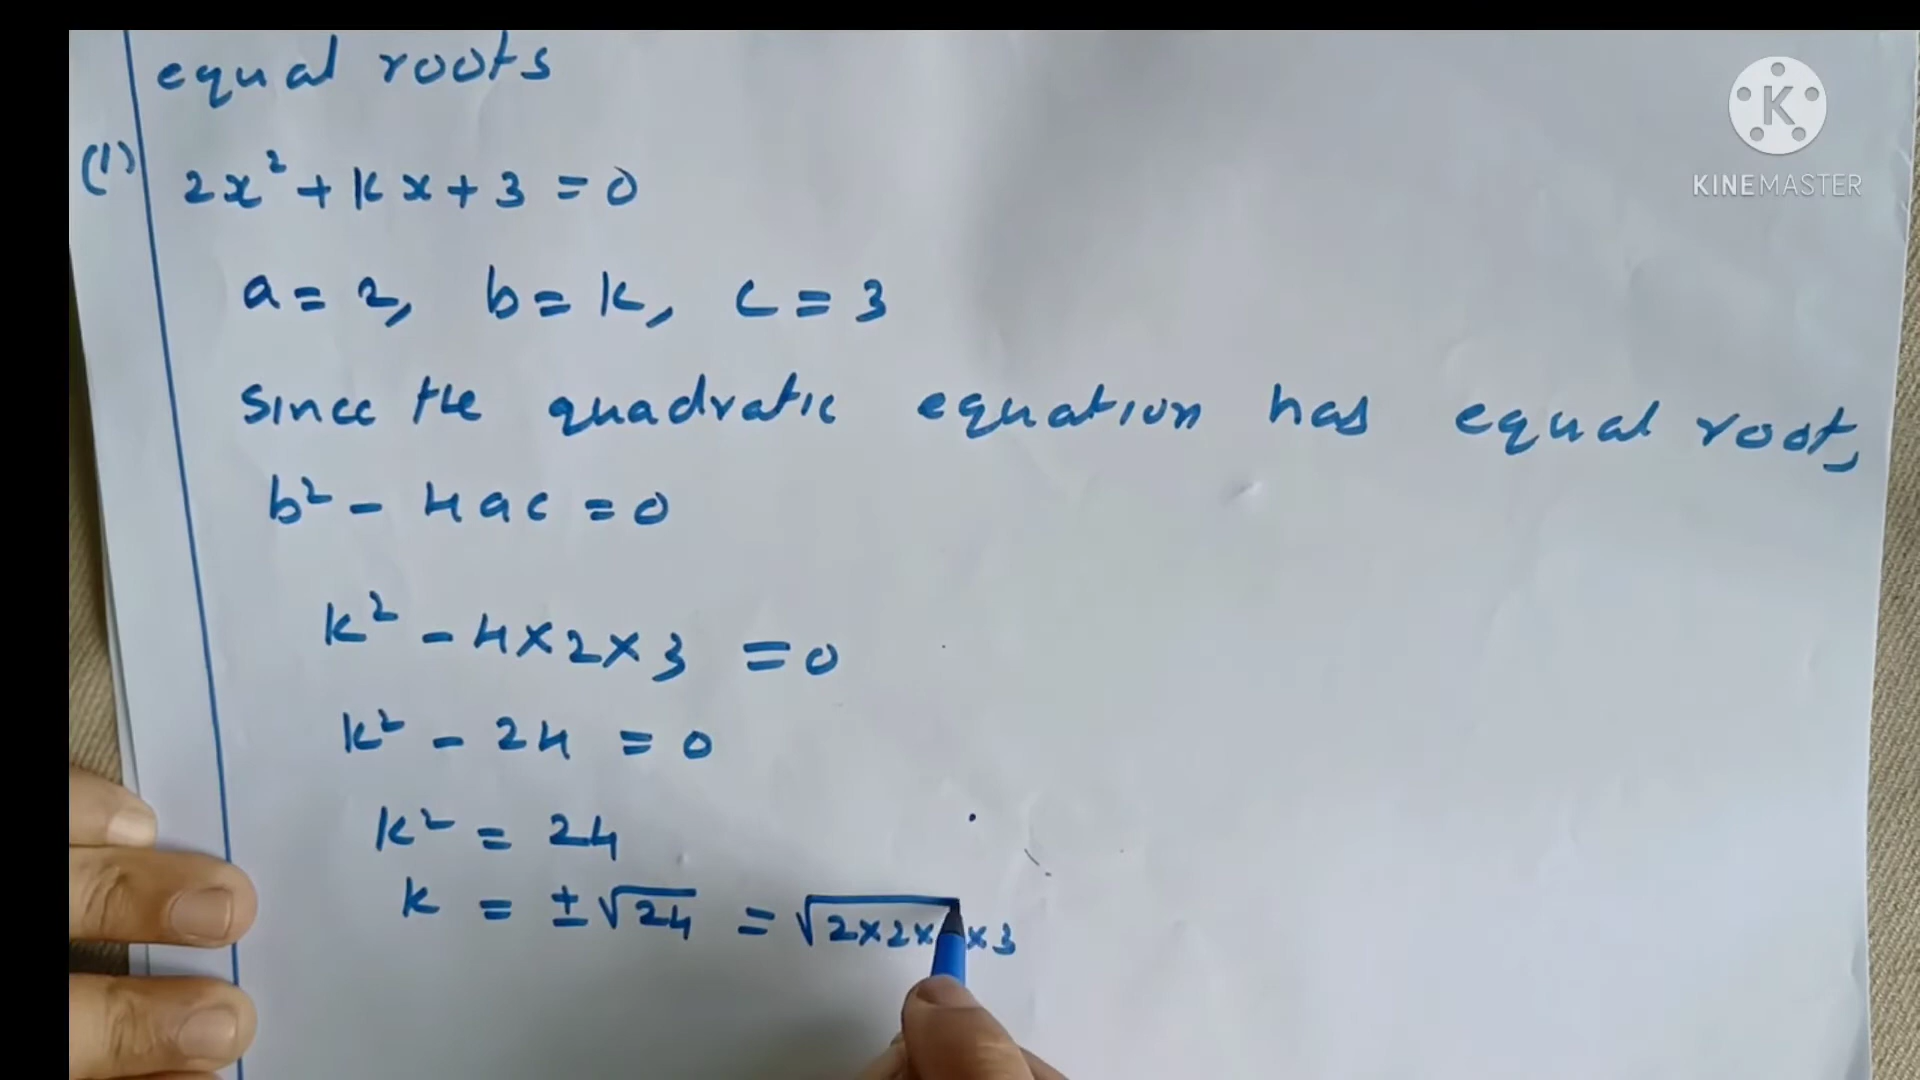 equal roots
(1) 2x² + kx + 3 = 0
a = 2, b = k, c = 3
Since the quadratic equation has equal roots,
b² - 4ac = 0
k² - 4×2×3 = 0
k² - 24 = 0
k² = 24
k = ±√24 = √2×2× ×3
K
KINEMASTER